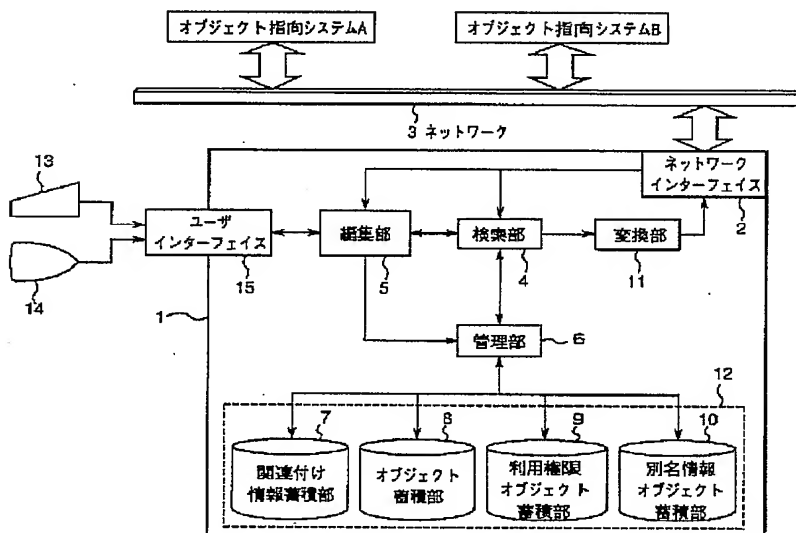 オブジェクト指向システムA
オブジェクト指向システムB
3 ネットワーク
13
ネットワーク
インターフェイス
2
ユーザ
インターフェイス
15
編集部
5
検索部
4
変換部
11
14
1
管理部
6
12
7
関連付け
情報蓄積部
8
オブジェクト
蓄積部
9
利用権限
オブジェクト
蓄積部
10
別名情報
オブジェクト
蓄積部